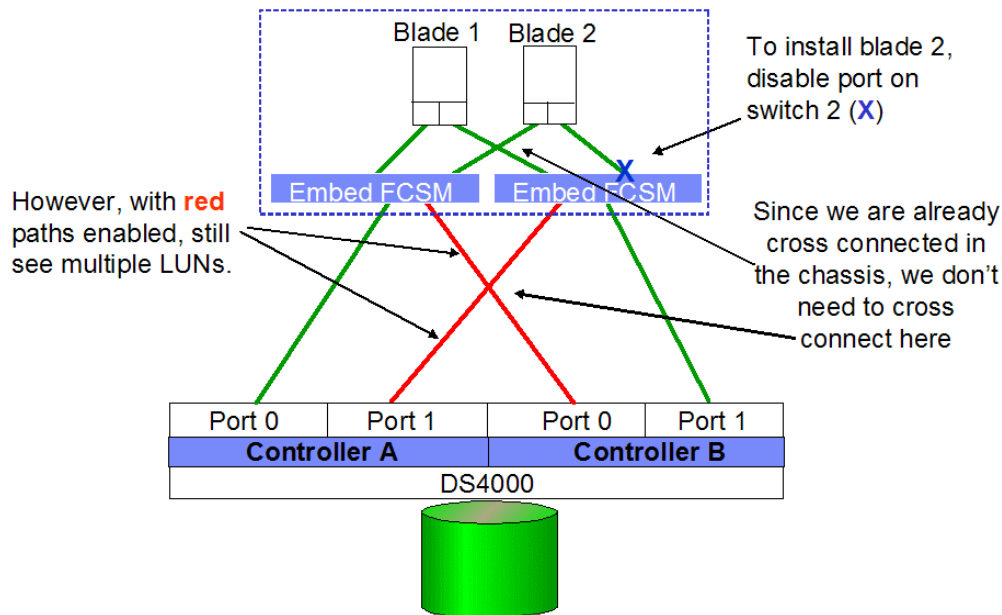 Blade 1 Blade 2
To install blade 2,
disable port on
switch 2 (X)
X
Embed FCSM Embed FCSM
However, with red
paths enabled, still
see multiple LUNs.
Since we are already
cross connected in
the chassis, we don't
need to cross
connect here
Port 0 Port 1 Port 0 Port 1
Controller A Controller B
DS4000